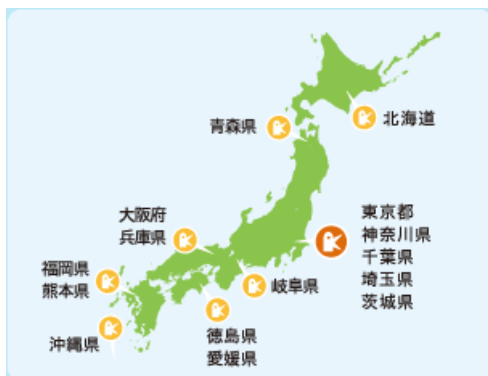 北海道
青森県
大阪府
兵庫県
東京都
神奈川県
千葉県
埼玉県
茨城県
福岡県
熊本県
岐阜県
沖縄県
徳島県
愛媛県